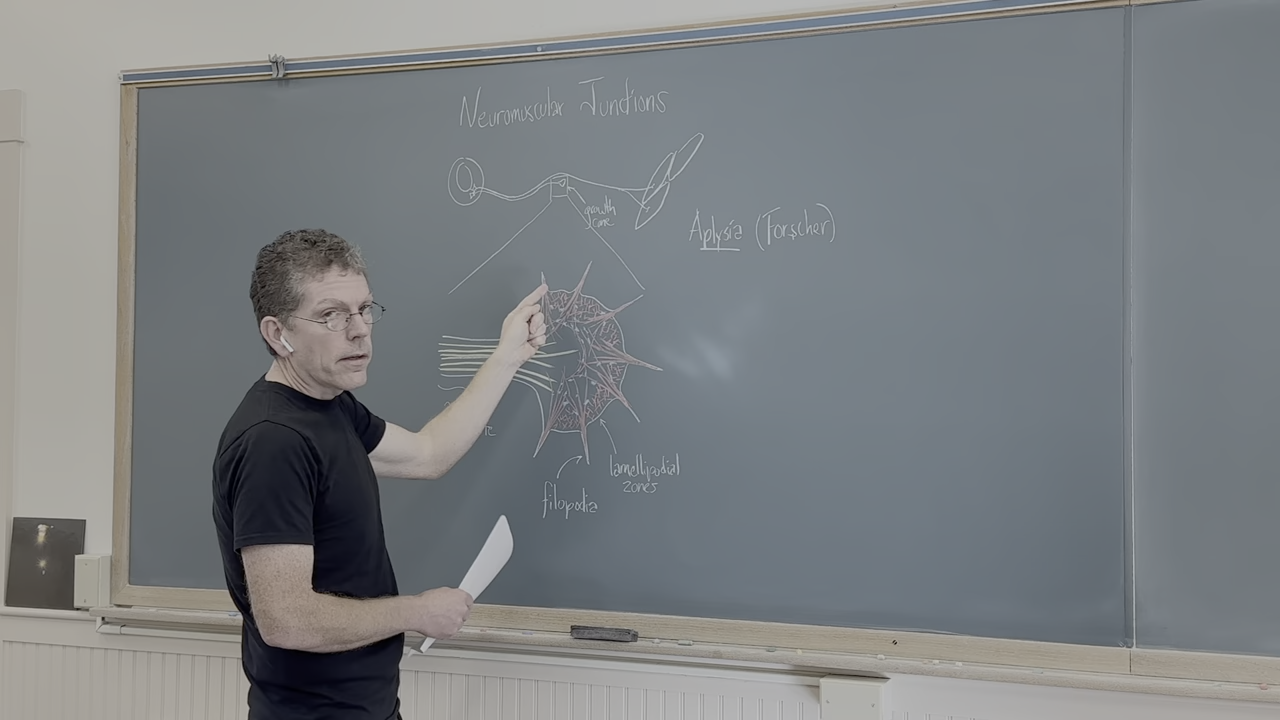 Neuromuscular Junctions
growth
cone
Aplysia (Forscher)
lamellipodial
zones
filopodia